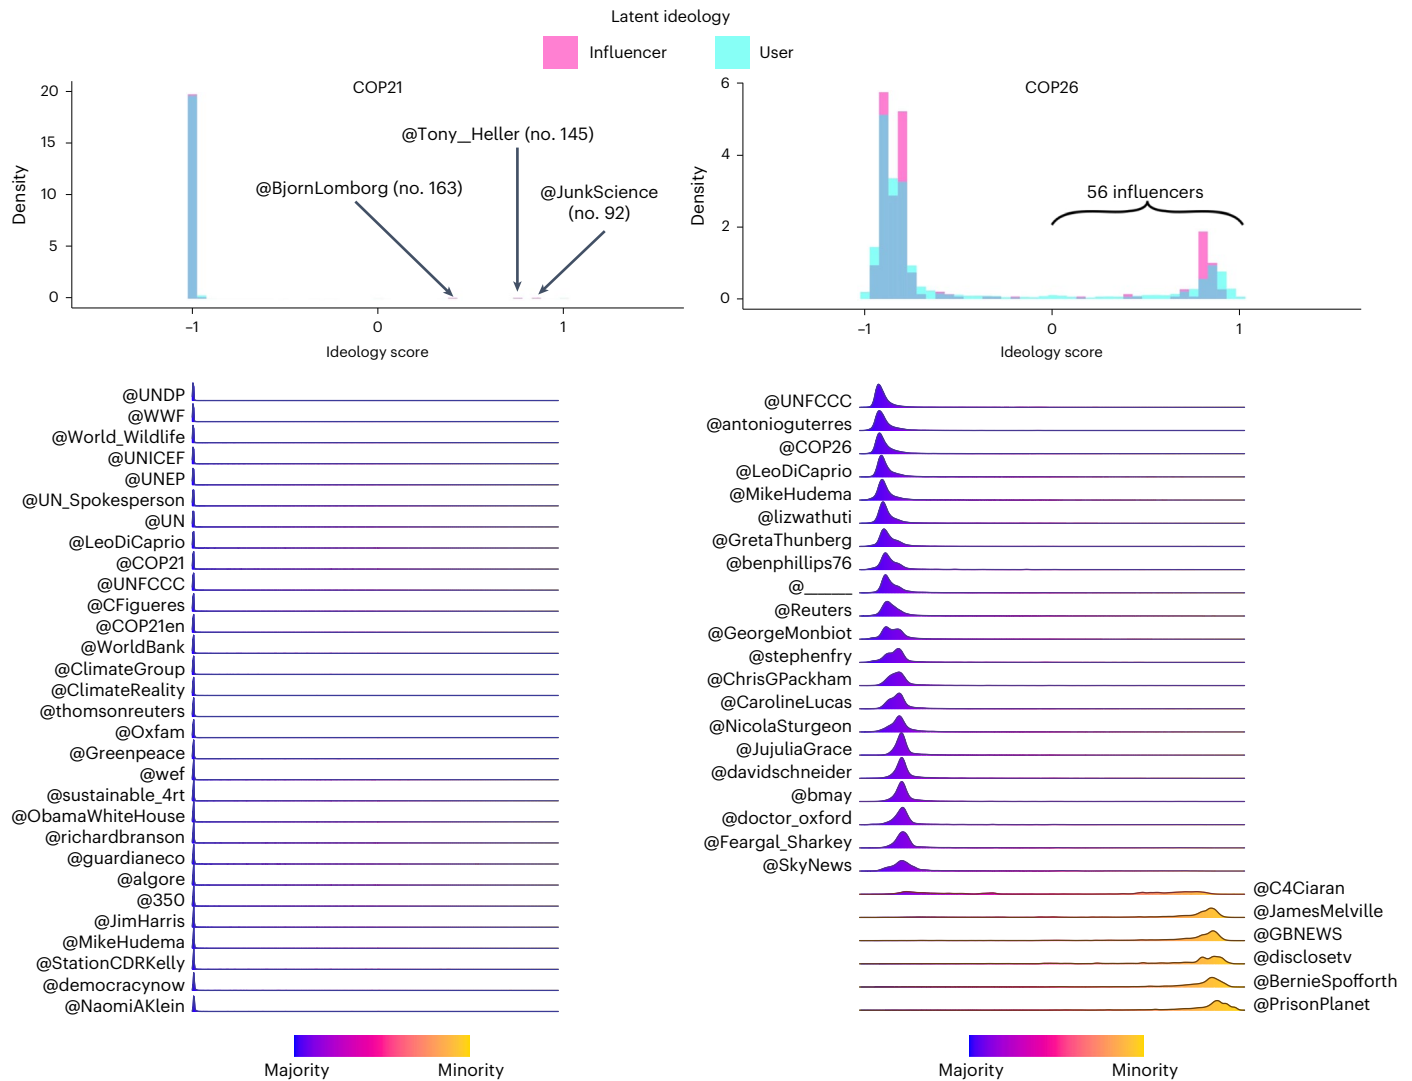 Latent ideology
Influencer
User
COP21
20
15
10
5
0
Density
@Tony__Heller (no. 145)
@BjornLomborg (no. 163)
@JunkScience
(no. 92)
–1
0
1
Ideology score
COP26
6
4
2
0
Density
56 influencers
–1
0
1
Ideology score
@UNDP
@WWF
@World_Wildlife
@UNICEF
@UNEP
@UN_Spokesperson
@UN
@LeoDiCaprio
@COP21
@UNFCCC
@CFigueres
@COP21en
@WorldBank
@ClimateGroup
@ClimateReality
@thomsonreuters
@Oxfam
@Greenpeace
@wef
@sustainable_4rt
@ObamaWhiteHouse
@richardbranson
@guardianeco
@algore
@350
@JimHarris
@MikeHudema
@StationCDRKelly
@democracynow
@NaomiAKlein
Majority
Minority
@UNFCCC
@antonioguterres
@COP26
@LeoDiCaprio
@MikeHudema
@lizwathuti
@GretaThunberg
@benphillips76
@_____
@Reuters
@GeorgeMonbiot
@stephenfry
@ChrisGPackham
@CarolineLucas
@NicolaSturgeon
@JujuliaGrace
@davidschneider
@bmay
@doctor_oxford
@Feargal_Sharkey
@SkyNews
@C4Ciaran
@JamesMelville
@GBNEWS
@disclosetv
@BernieSpofforth
@PrisonPlanet
Majority
Minority